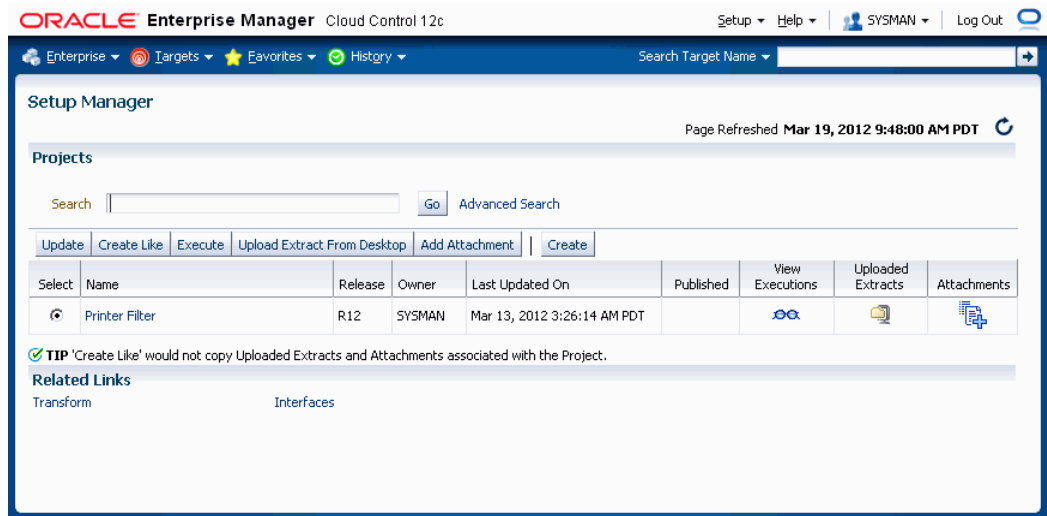 ORACLE Enterprise Manager Cloud Control 12c Setup Help SYSMAN Log Out
Enterprise Targets Favorites History Search Target Name
Setup Manager
Page Refreshed Mar 19, 2012 9:48:00 AM PDT
Projects
Search Go Advanced Search
Update Create Like Execute Upload Extract From Desktop Add Attachment Create
Select Name Release Owner Last Updated On Published View Executions Uploaded Extracts Attachments
Printer Filter R12 SYSMAN Mar 13, 2012 3:26:14 AM PDT
TIP 'Create Like' would not copy Uploaded Extracts and Attachments associated with the Project.
Related Links
Transform Interfaces